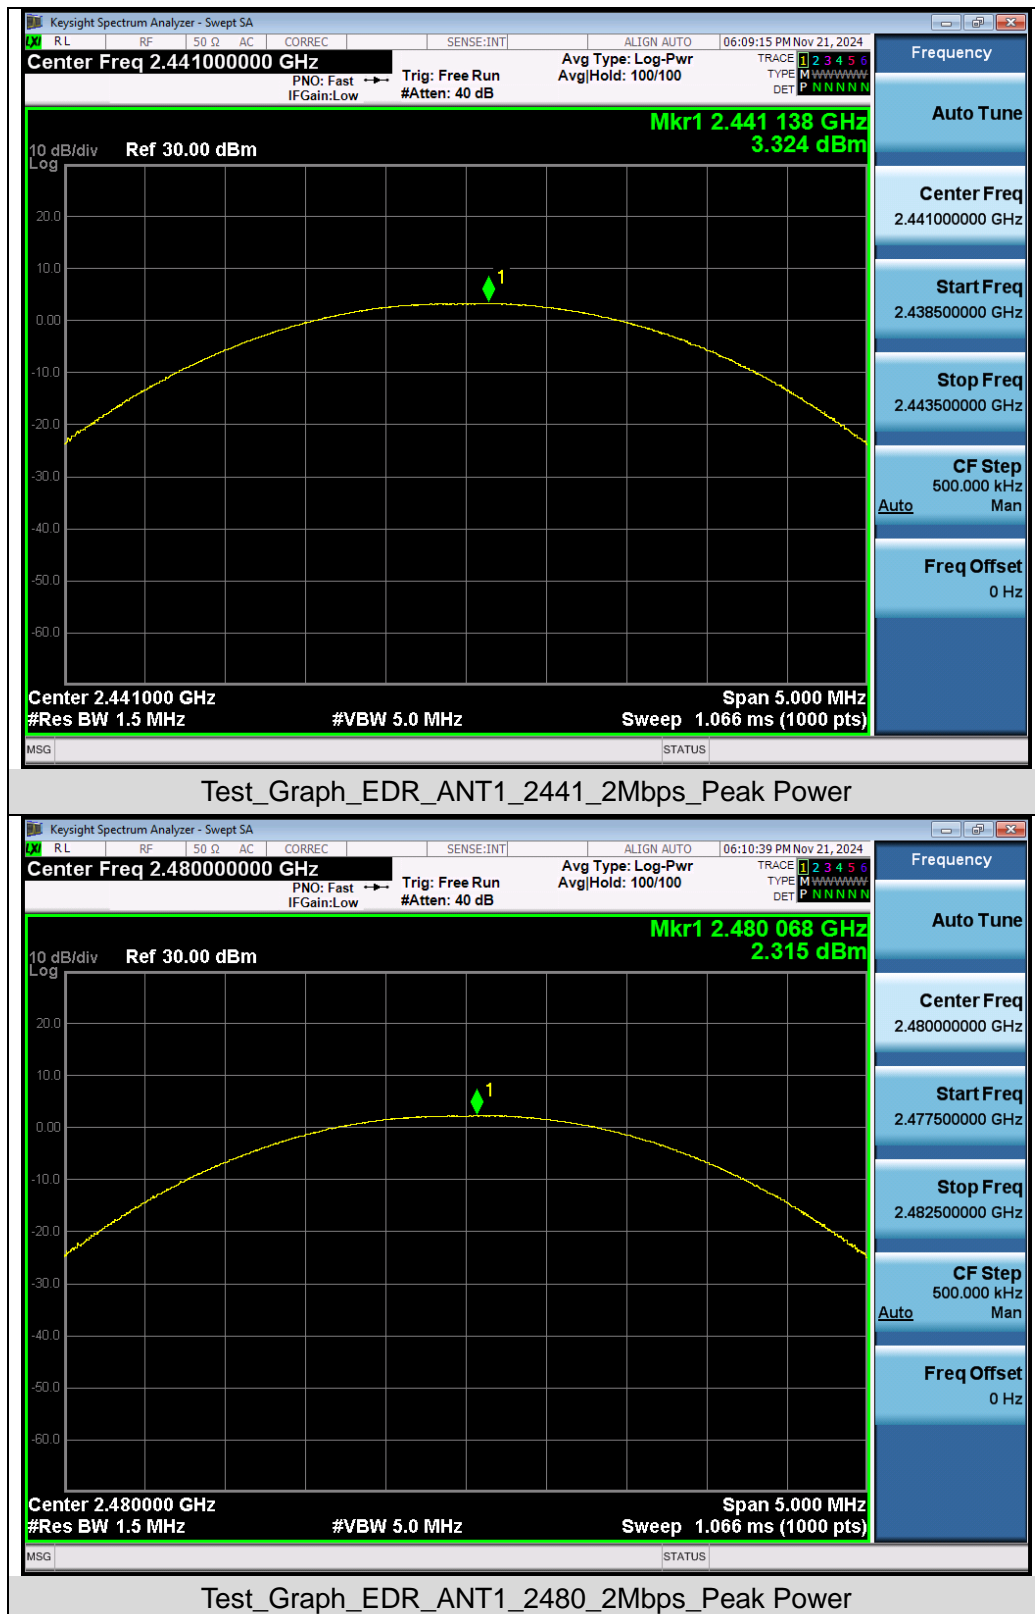 Keysight Spectrum Analyzer - Swept SA
LXI RL RF 50 Ω AC CORREC SENSE:INT ALIGN AUTO 06:09:15 PM Nov 21, 2024
Center Freq 2.441000000 GHz
PNO: Fast
IFGain:Low
Trig: Free Run
#Atten: 40 dB
Avg Type: Log-Pwr
Avg|Hold: 100/100
TRACE 1 2 3 4 5 6
TYPE M W W W W W
DET P N N N N N
Mkr1 2.441 138 GHz
3.324 dBm
10 dB/div Ref 30.00 dBm
Log
20.0
10.0
1
0.00
-10.0
-20.0
-30.0
-40.0
-50.0
-60.0
Center 2.441000 GHz Span 5.000 MHz
#Res BW 1.5 MHz #VBW 5.0 MHz Sweep 1.066 ms (1000 pts)
MSG STATUS
Frequency
Auto Tune
Center Freq
2.441000000 GHz
Start Freq
2.438500000 GHz
Stop Freq
2.443500000 GHz
CF Step
500.000 kHz
Auto Man
Freq Offset
0 Hz
Test_Graph_EDR_ANT1_2441_2Mbps_Peak Power
Keysight Spectrum Analyzer - Swept SA
LXI RL RF 50 Ω AC CORREC SENSE:INT ALIGN AUTO 06:10:39 PM Nov 21, 2024
Center Freq 2.480000000 GHz
PNO: Fast
IFGain:Low
Trig: Free Run
#Atten: 40 dB
Avg Type: Log-Pwr
Avg|Hold: 100/100
TRACE 1 2 3 4 5 6
TYPE M W W W W W
DET P N N N N N
Mkr1 2.480 068 GHz
2.315 dBm
10 dB/div Ref 30.00 dBm
Log
20.0
10.0
1
0.00
-10.0
-20.0
-30.0
-40.0
-50.0
-60.0
Center 2.480000 GHz Span 5.000 MHz
#Res BW 1.5 MHz #VBW 5.0 MHz Sweep 1.066 ms (1000 pts)
MSG STATUS
Frequency
Auto Tune
Center Freq
2.480000000 GHz
Start Freq
2.477500000 GHz
Stop Freq
2.482500000 GHz
CF Step
500.000 kHz
Auto Man
Freq Offset
0 Hz
Test_Graph_EDR_ANT1_2480_2Mbps_Peak Power